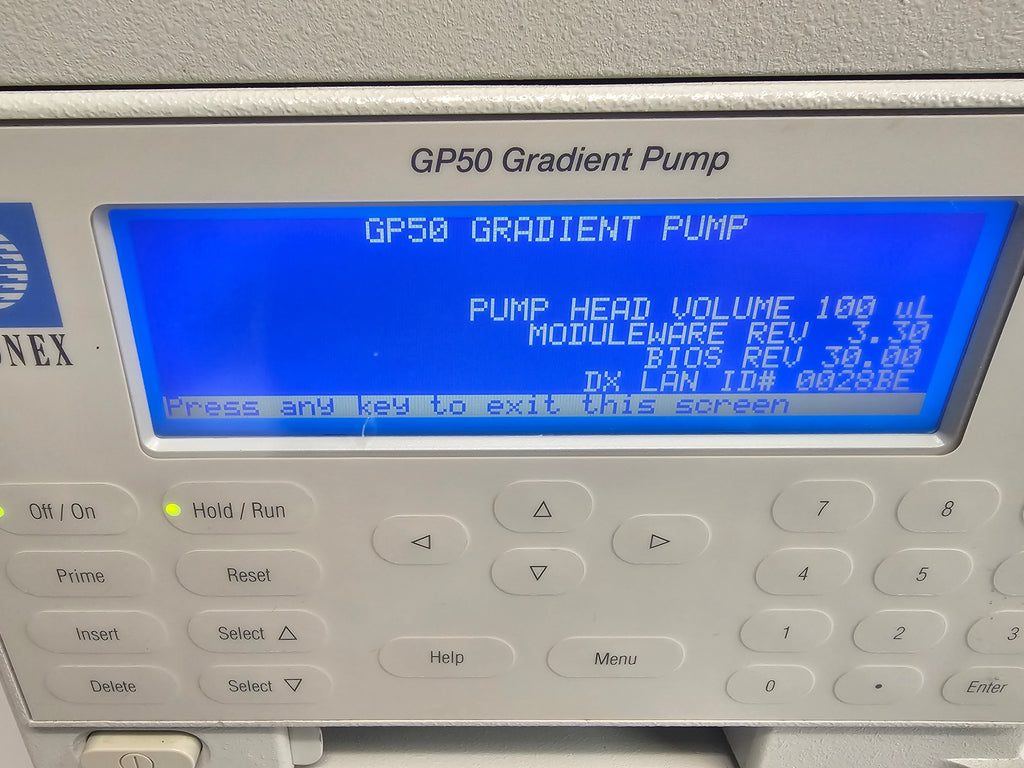 GP50 Gradient Pump
GP50 GRADIENT PUMP
PUMP HEAD VOLUME 100 uL
MODULEWARE REV 3.30
BIOS REV 30.00
DX LAN ID# 0028BE
Press any key to exit this screen
ONEX
Off / On
Hold / Run
7
8
Prime
Reset
4
5
Insert
Select △
1
2
3
Help
Menu
Delete
Select ▽
0
.
Enter